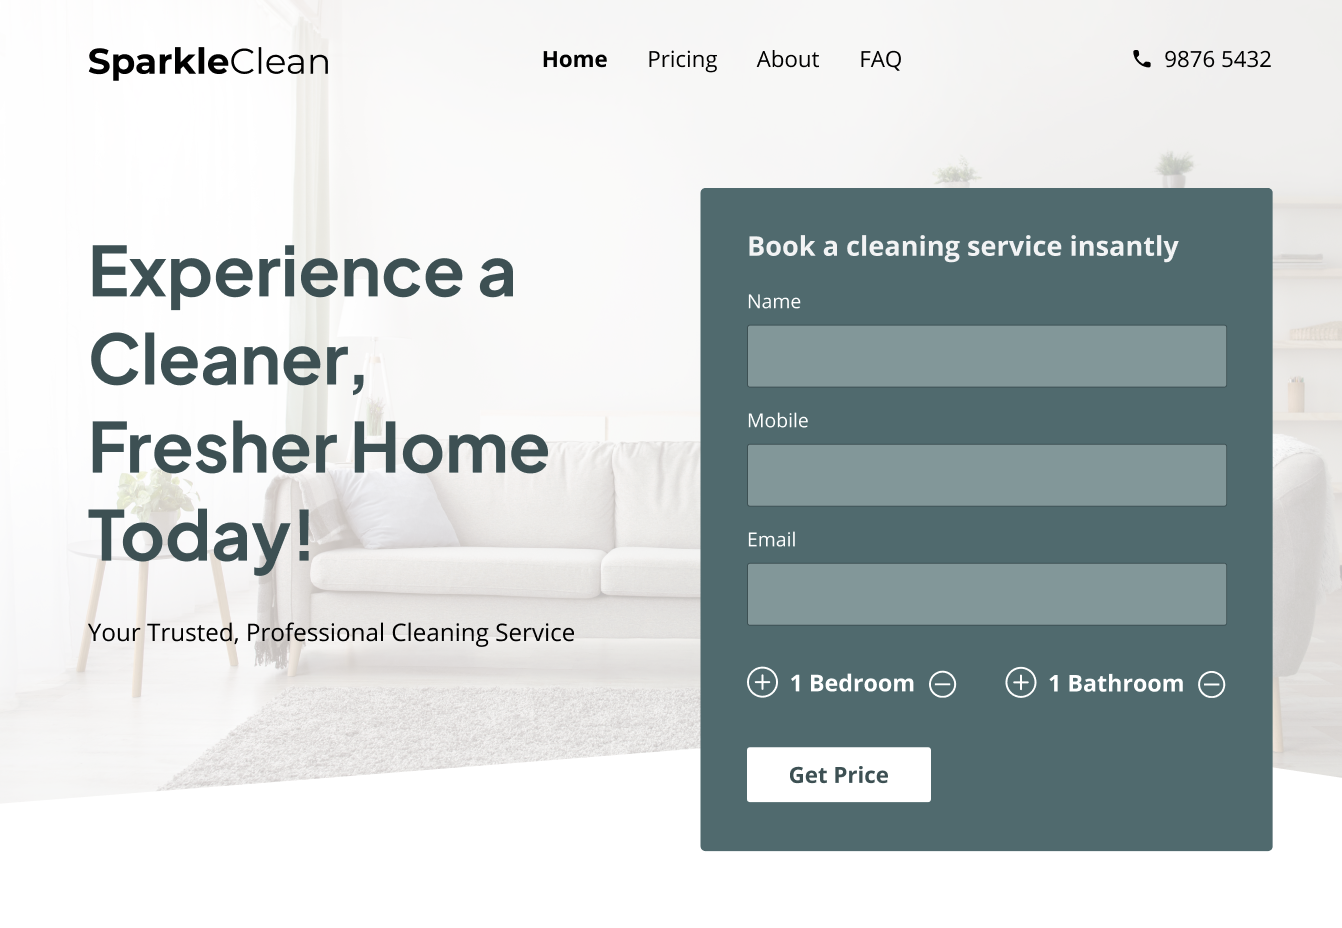 SparkleClean
Home Pricing About FAQ
9876 5432
Experience a
Cleaner,
Fresher Home
Today!
Your Trusted, Professional Cleaning Service
Book a cleaning service insantly
Name
Mobile
Email
1 Bedroom 1 Bathroom
Get Price